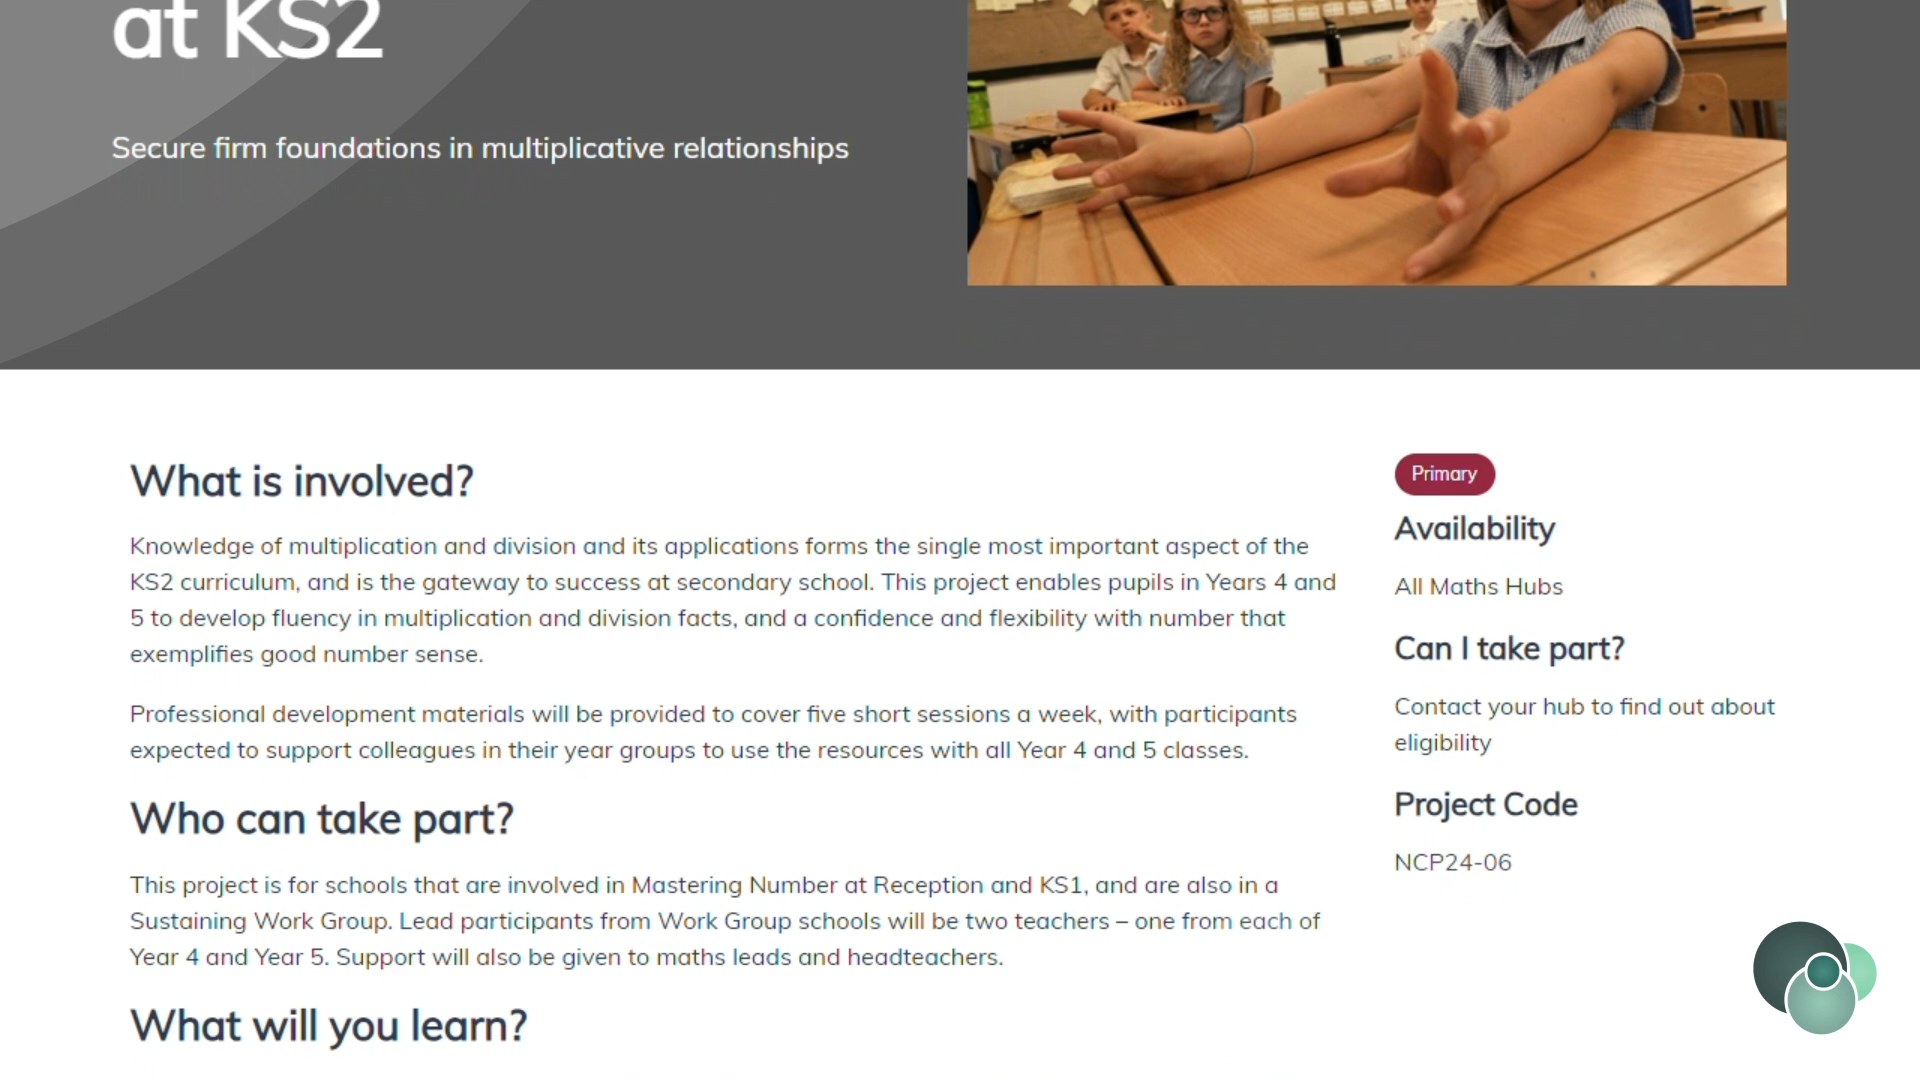 at KS2
Secure firm foundations in multiplicative relationships
What is involved?
Knowledge of multiplication and division and its applications forms the single most important aspect of the
KS2 curriculum, and is the gateway to success at secondary school. This project enables pupils in Years 4 and
5 to develop fluency in multiplication and division facts, and a confidence and flexibility with number that
exemplifies good number sense.
Professional development materials will be provided to cover five short sessions a week, with participants
expected to support colleagues in their year groups to use the resources with all Year 4 and 5 classes.
Who can take part?
This project is for schools that are involved in Mastering Number at Reception and KS1, and are also in a
Sustaining Work Group. Lead participants from Work Group schools will be two teachers – one from each of
Year 4 and Year 5. Support will also be given to maths leads and headteachers.
What will you learn?
Primary
Availability
All Maths Hubs
Can I take part?
Contact your hub to find out about
eligibility
Project Code
NCP24-06